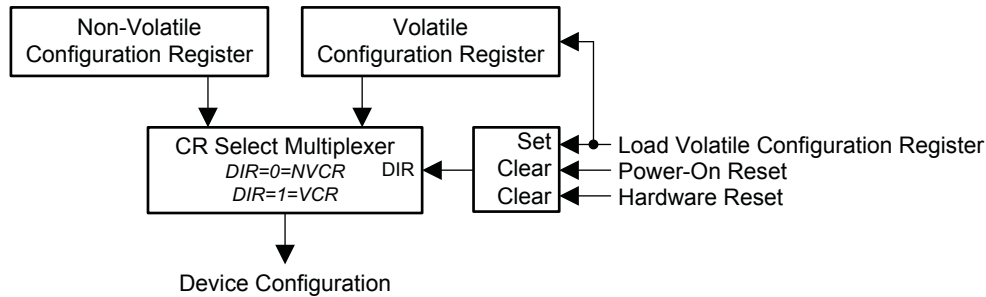 Non-Volatile
Configuration Register
Volatile
Configuration Register
CR Select Multiplexer
DIR=0=NVCR
DIR=1=VCR
DIR
Set
Clear
Clear
Load Volatile Configuration Register
Power-On Reset
Hardware Reset
Device Configuration